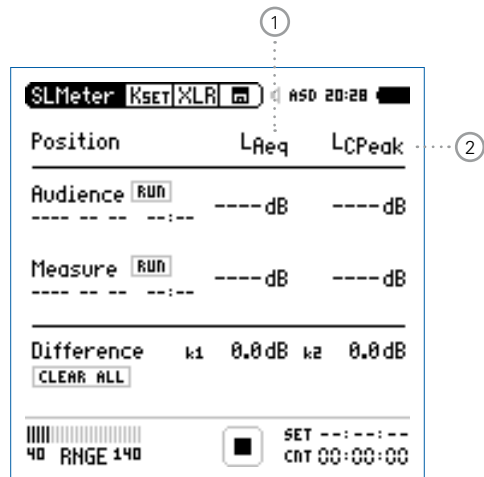 1
SLMeter KSET XLR ASD 20:28
Position LAeq LCPeak 2
Audience RUN ----dB ----dB
---- -- -- --:--
Measure RUN ----dB ----dB
---- -- -- --:--
Difference k1 0.0dB k2 0.0dB
CLEAR ALL
SET --:--:--
40 RNGE 140 CNT 00:00:00